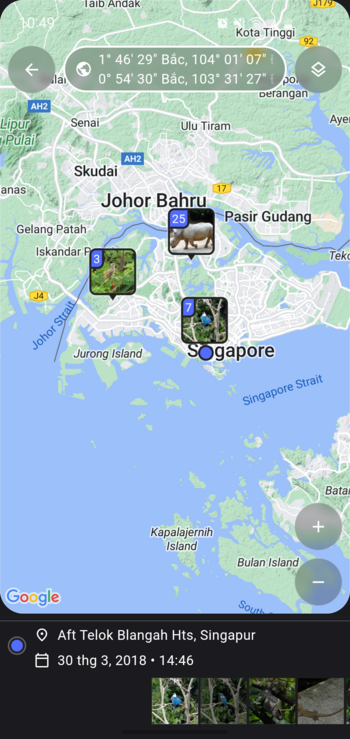 Taib Andak
J179
10:49
Kota Tinggi
92
1° 46' 29" Bắc, 104° 01' 07"
0° 54' 30" Bắc, 103° 31' 27"
AH2
Berangan
Senai
Ulu Tiram
Lipur
Pulai
AH2
Skudai
17
Johor Bahru
Pasir Gudang
25
Gelang Patah
Iskandar P
3
J4
7
Johor Strait
Jurong Island
Singapore
Singapore Strait
Kapalajernih
Island
Bulan Island
Google
Aft Telok Blangah Hts, Singapur
30 thg 3, 2018 • 14:46